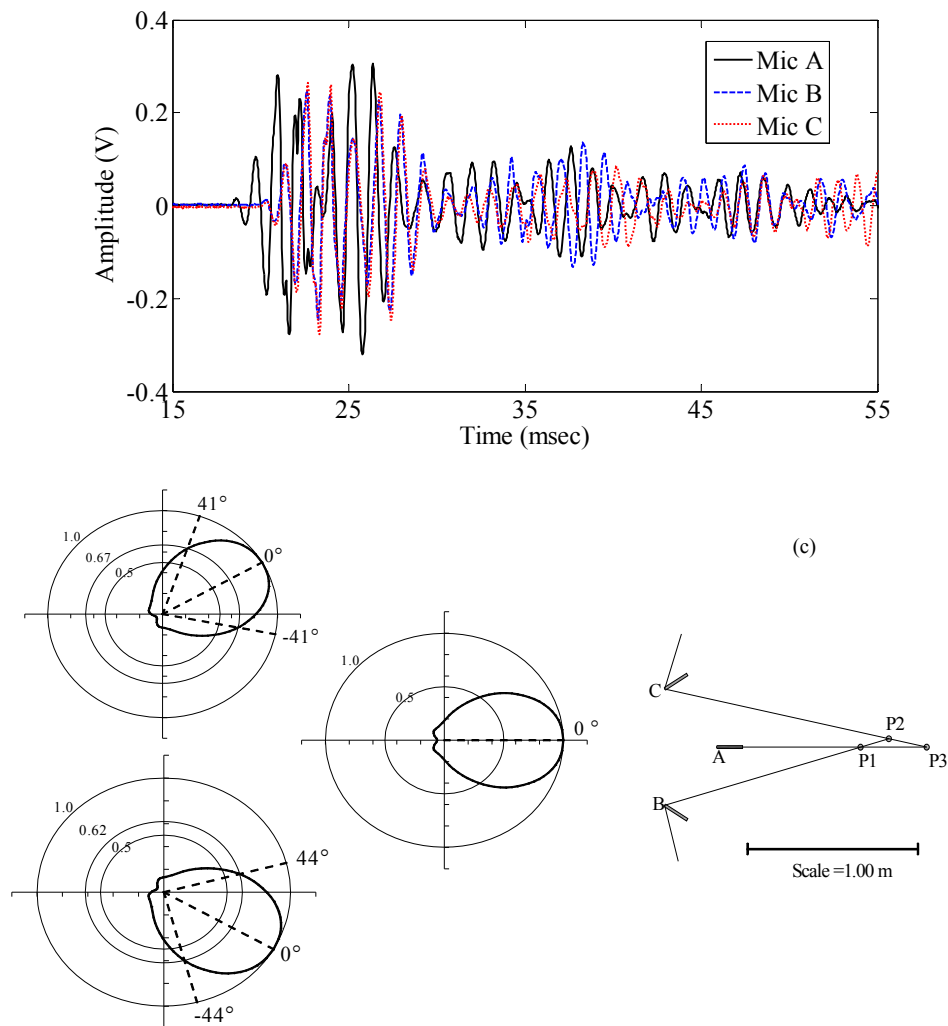 0.4
0.2
0
-0.2
-0.4
Amplitude (V)
Mic A
Mic B
Mic C
15
25
35
45
55
Time (msec)
41°
0°
-41°
1.0
0.67
0.5
1.0
0.5
0°
1.0
0.62
0.5
44°
0°
-44°
(c)
C
A
B
P1
P2
P3
Scale =1.00 m